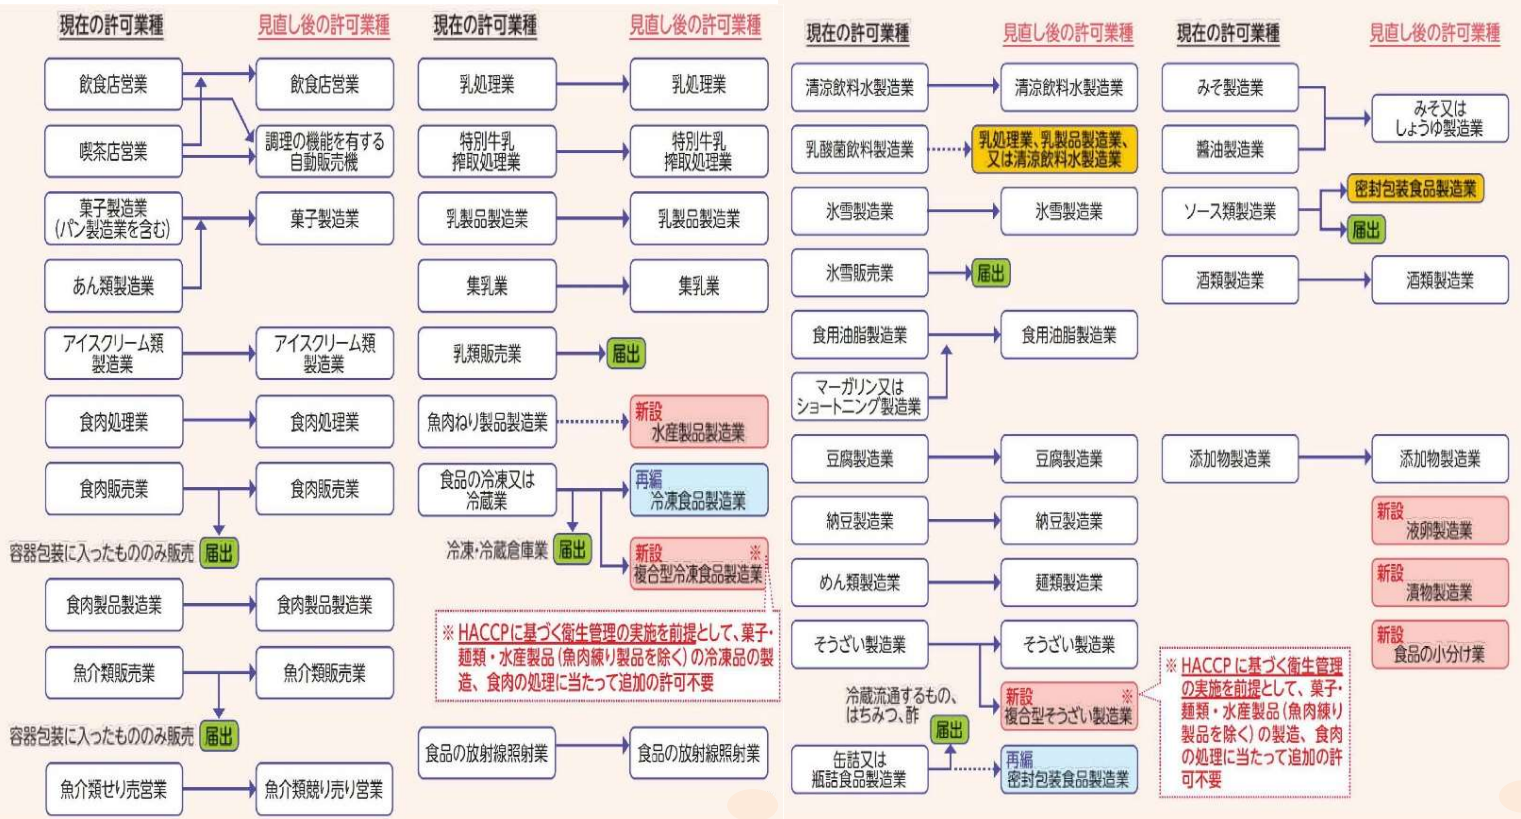 現在の許可業種
見直し後の許可業種
飲食店営業
飲食店営業
喫茶店営業
調理の機能を有する
自動販売機
菓子製造業
(パン製造業を含む)
菓子製造業
あん類製造業
アイスクリーム類
製造業
アイスクリーム類
製造業
食肉処理業
食肉処理業
食肉販売業
食肉販売業
容器包装に入ったもののみ販売 届出
食肉製品製造業
食肉製品製造業
魚介類販売業
魚介類販売業
容器包装に入ったもののみ販売 届出
魚介類せり売営業
魚介類競り売り営業
現在の許可業種
見直し後の許可業種
乳処理業
乳処理業
特別牛乳
搾取処理業
特別牛乳
搾取処理業
乳製品製造業
乳製品製造業
集乳業
集乳業
乳類販売業
届出
魚肉ねり製品製造業
新設
水産製品製造業
食品の冷凍又は
冷蔵業
再編
冷凍食品製造業
冷凍・冷蔵倉庫業 届出
新設 ※
複合型冷凍食品製造業
※ HACCPに基づく衛生管理の実施を前提として、菓子・
麺類・水産製品(魚肉練り製品を除く)の冷凍品の製
造、食肉の処理に当たって追加の許可不要
食品の放射線照射業
食品の放射線照射業
現在の許可業種
見直し後の許可業種
清涼飲料水製造業
清涼飲料水製造業
乳酸菌飲料製造業
乳処理業、乳製品製造業、
又は清涼飲料水製造業
氷雪製造業
氷雪製造業
氷雪販売業
届出
食用油脂製造業
食用油脂製造業
マーガリン又は
ショートニング製造業
豆腐製造業
豆腐製造業
納豆製造業
納豆製造業
めん類製造業
麺類製造業
そうざい製造業
そうざい製造業
新設 ※
複合型そうざい製造業
冷蔵流通するもの、
はちみつ、酢
届出
缶詰又は
瓶詰食品製造業
再編
密封包装食品製造業
現在の許可業種
見直し後の許可業種
みそ製造業
みそ又は
しょうゆ製造業
醬油製造業
ソース類製造業
密封包装食品製造業
届出
酒類製造業
酒類製造業
添加物製造業
添加物製造業
新設
液卵製造業
新設
漬物製造業
新設
食品の小分け業
※ HACCPに基づく衛生管理
の実施を前提として、菓子・
麺類・水産製品(魚肉練り
製品を除く)の製造、食肉
の処理に当たって追加の許
可不要